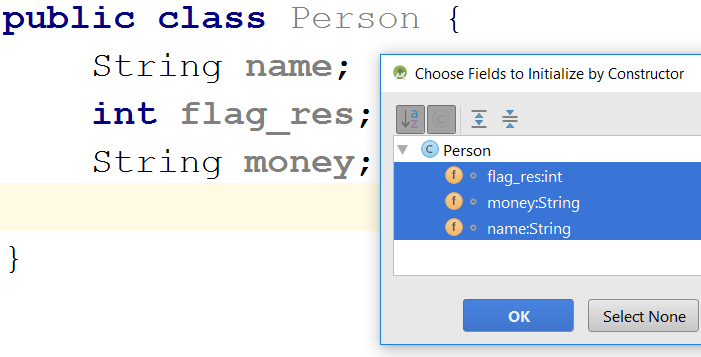 public class Person {
String name;
int flag_res;
String money;
}
Choose Fields to Initialize by Constructor
a
z
C
C Person
f flag_res:int
f money:String
f name:String
OK
Select None